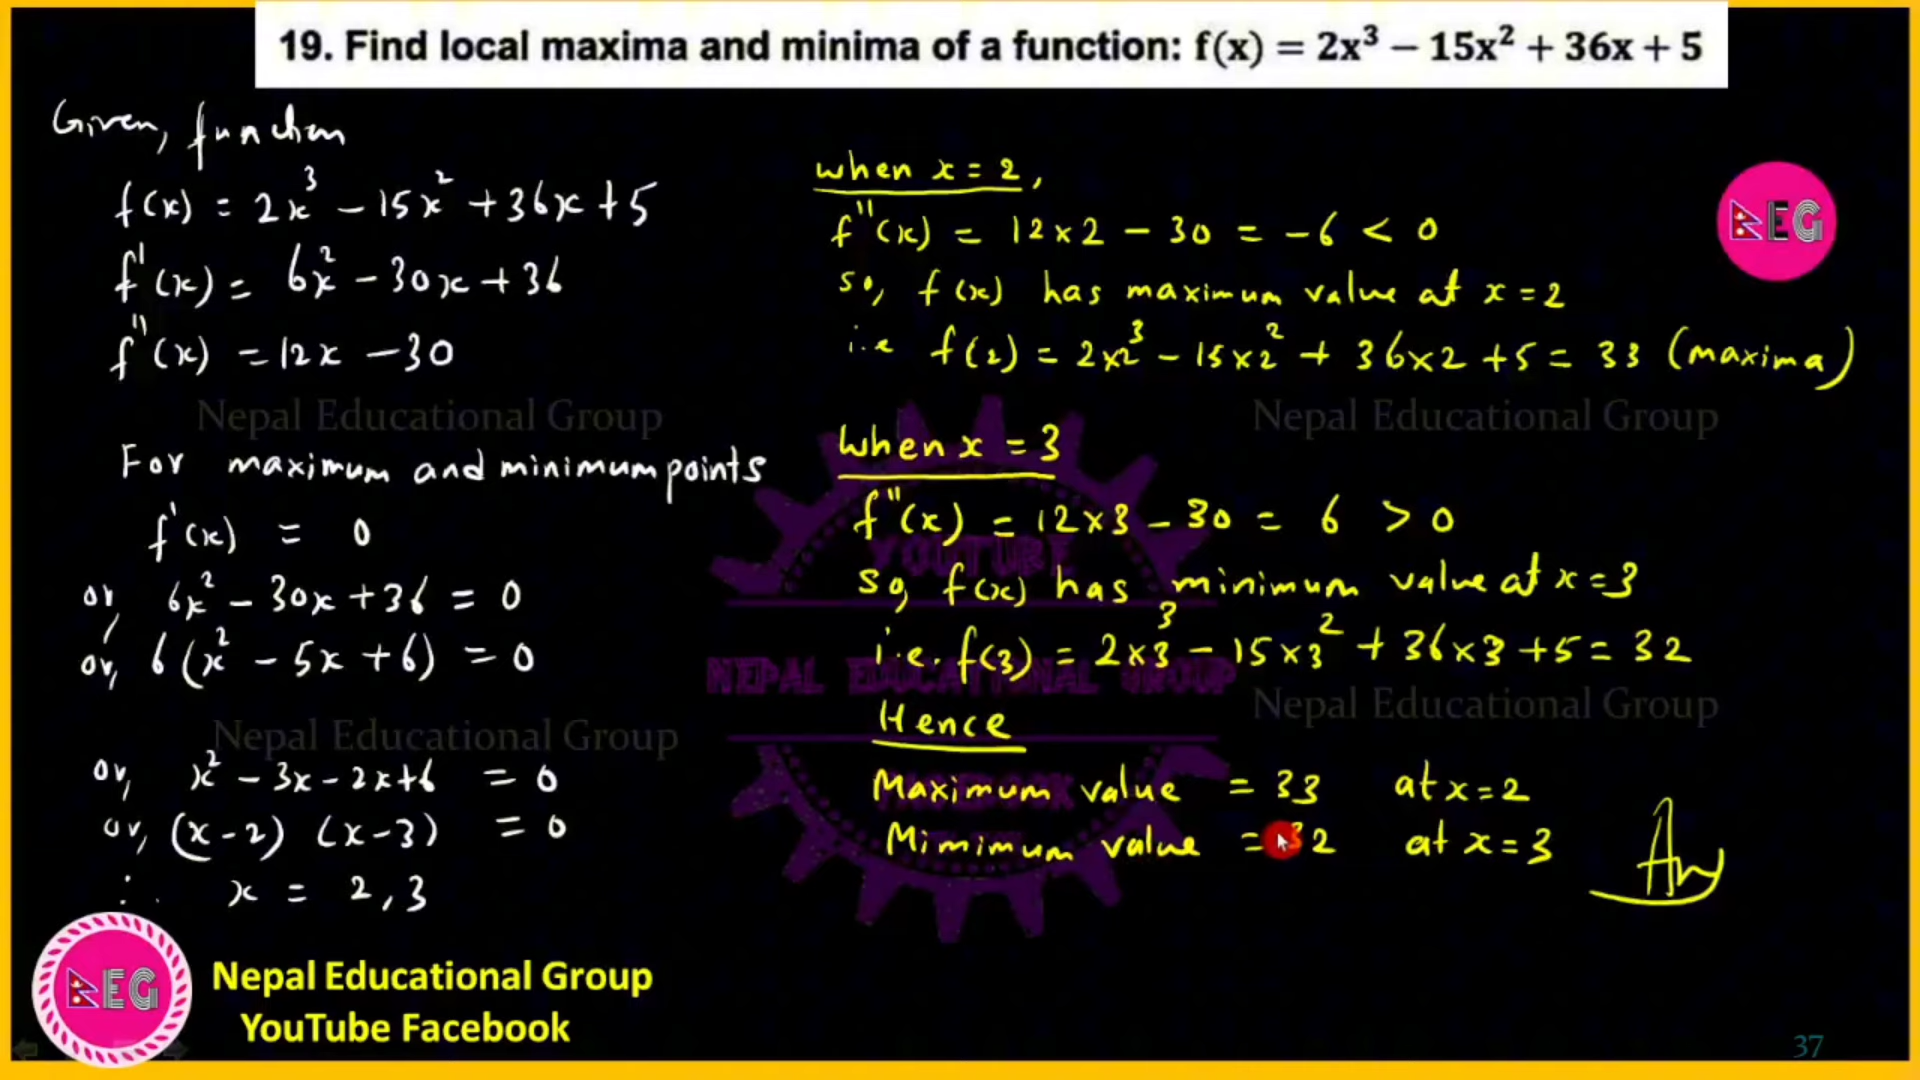 19. Find local maxima and minima of a function: f(x) = 2x³ − 15x² + 36x + 5
Given, function
f(x) = 2x³ − 15x² + 36x + 5
f'(x) = 6x² − 30x + 36
f''(x) = 12x − 30
For maximum and minimum points
f'(x) = 0
or, 6x² − 30x + 36 = 0
or, 6(x² − 5x + 6) = 0
or, x² − 3x − 2x + 6 = 0
or, (x − 2) (x − 3) = 0
∴ x = 2, 3
when x = 2,
f''(x) = 12 × 2 − 30 = −6 < 0
so, f(x) has maximum value at x = 2
i.e f(2) = 2×2³ − 15×2² + 36×2 + 5 = 33 (maxima)
when x = 3
f''(x) = 12×3 − 30 = 6 > 0
so, f(x) has minimum value at x = 3
i.e. f(3) = 2×3³ − 15×3² + 36×3 + 5 = 32
Hence
Maximum value = 33 at x = 2
Mimimum value = 32 at x = 3
Ans
NEG
Nepal Educational Group
Nepal Educational Group
Nepal Educational Group
Nepal Educational Group
YOUTUBE
NEPAL EDUCATIONAL GROUP
FACEBOOK
NEG
Nepal Educational Group
YouTube Facebook
37